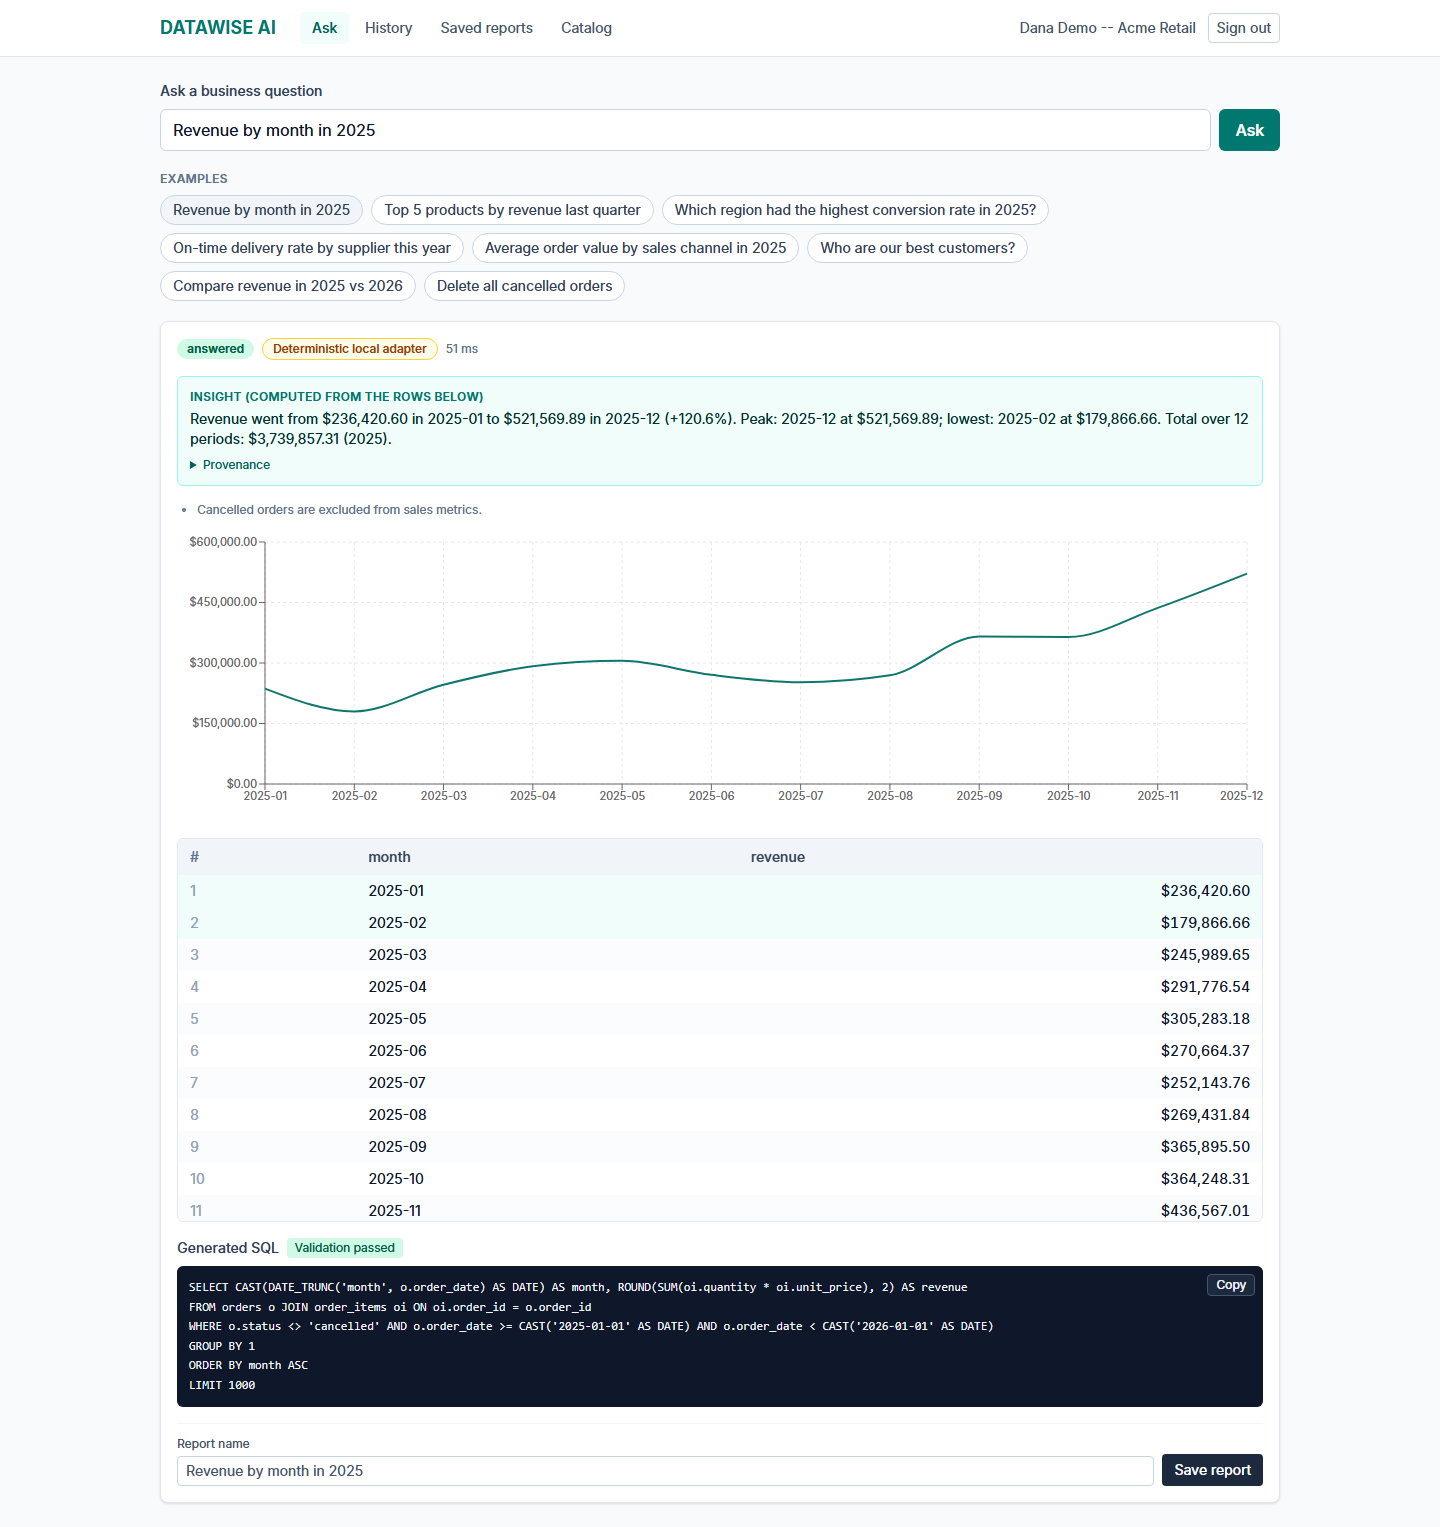 DATAWISE AI Ask History Saved reports Catalog Dana Demo -- Acme Retail Sign out
Ask a business question
Revenue by month in 2025 Ask
EXAMPLES
Revenue by month in 2025 Top 5 products by revenue last quarter Which region had the highest conversion rate in 2025?
On-time delivery rate by supplier this year Average order value by sales channel in 2025 Who are our best customers?
Compare revenue in 2025 vs 2026 Delete all cancelled orders
answered Deterministic local adapter 51 ms
INSIGHT (COMPUTED FROM THE ROWS BELOW)
Revenue went from $236,420.60 in 2025-01 to $521,569.89 in 2025-12 (+120.6%). Peak: 2025-12 at $521,569.89; lowest: 2025-02 at $179,866.66. Total over 12
periods: $3,739,857.31 (2025).
Provenance
• Cancelled orders are excluded from sales metrics.
$600,000.00
$450,000.00
$300,000.00
$150,000.00
$0.00
2025-01 2025-02 2025-03 2025-04 2025-05 2025-06 2025-07 2025-08 2025-09 2025-10 2025-11 2025-12
# month revenue
1 2025-01 $236,420.60
2 2025-02 $179,866.66
3 2025-03 $245,989.65
4 2025-04 $291,776.54
5 2025-05 $305,283.18
6 2025-06 $270,664.37
7 2025-07 $252,143.76
8 2025-08 $269,431.84
9 2025-09 $365,895.50
10 2025-10 $364,248.31
11 2025-11 $436,567.01
Generated SQL Validation passed
Copy
SELECT CAST(DATE_TRUNC('month', o.order_date) AS DATE) AS month, ROUND(SUM(oi.quantity * oi.unit_price), 2) AS revenue
FROM orders o JOIN order_items oi ON oi.order_id = o.order_id
WHERE o.status <> 'cancelled' AND o.order_date >= CAST('2025-01-01' AS DATE) AND o.order_date < CAST('2026-01-01' AS DATE)
GROUP BY 1
ORDER BY month ASC
LIMIT 1000
Report name
Revenue by month in 2025 Save report